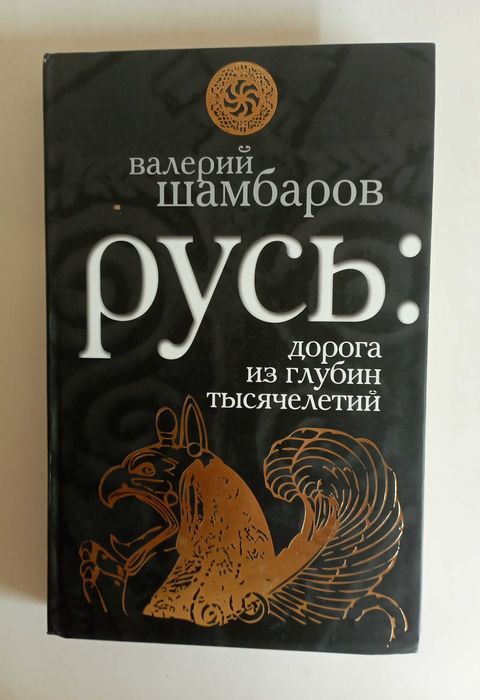 валерий
шамбаров
русь:
дорога
из глубин
тысячелетий